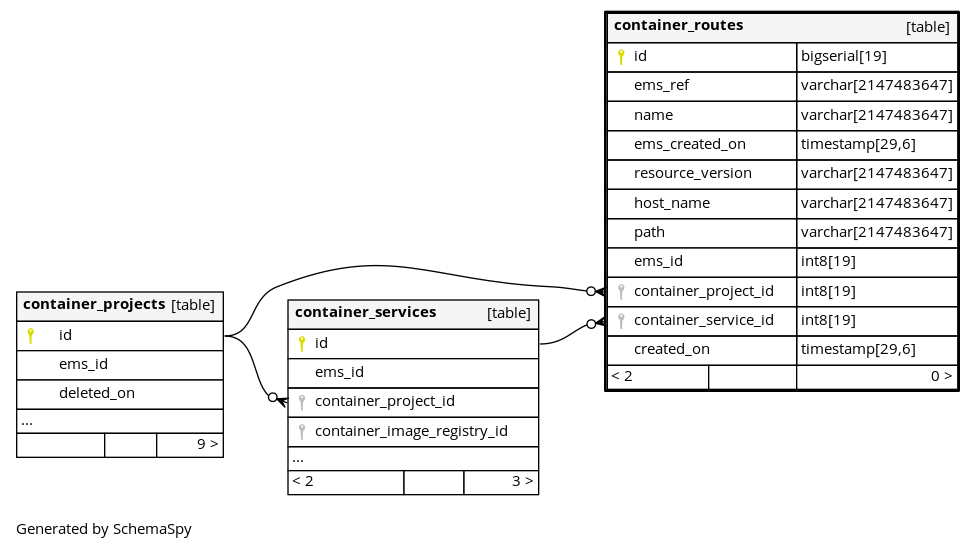 container_routes [table]
id bigserial[19]
ems_ref varchar[2147483647]
name varchar[2147483647]
ems_created_on timestamp[29,6]
resource_version varchar[2147483647]
host_name varchar[2147483647]
path varchar[2147483647]
ems_id int8[19]
container_project_id int8[19]
container_service_id int8[19]
created_on timestamp[29,6]
< 2 0 >
container_projects [table]
id
ems_id
deleted_on
...
9 >
container_services [table]
id
ems_id
container_project_id
container_image_registry_id
...
< 2 3 >
Generated by SchemaSpy